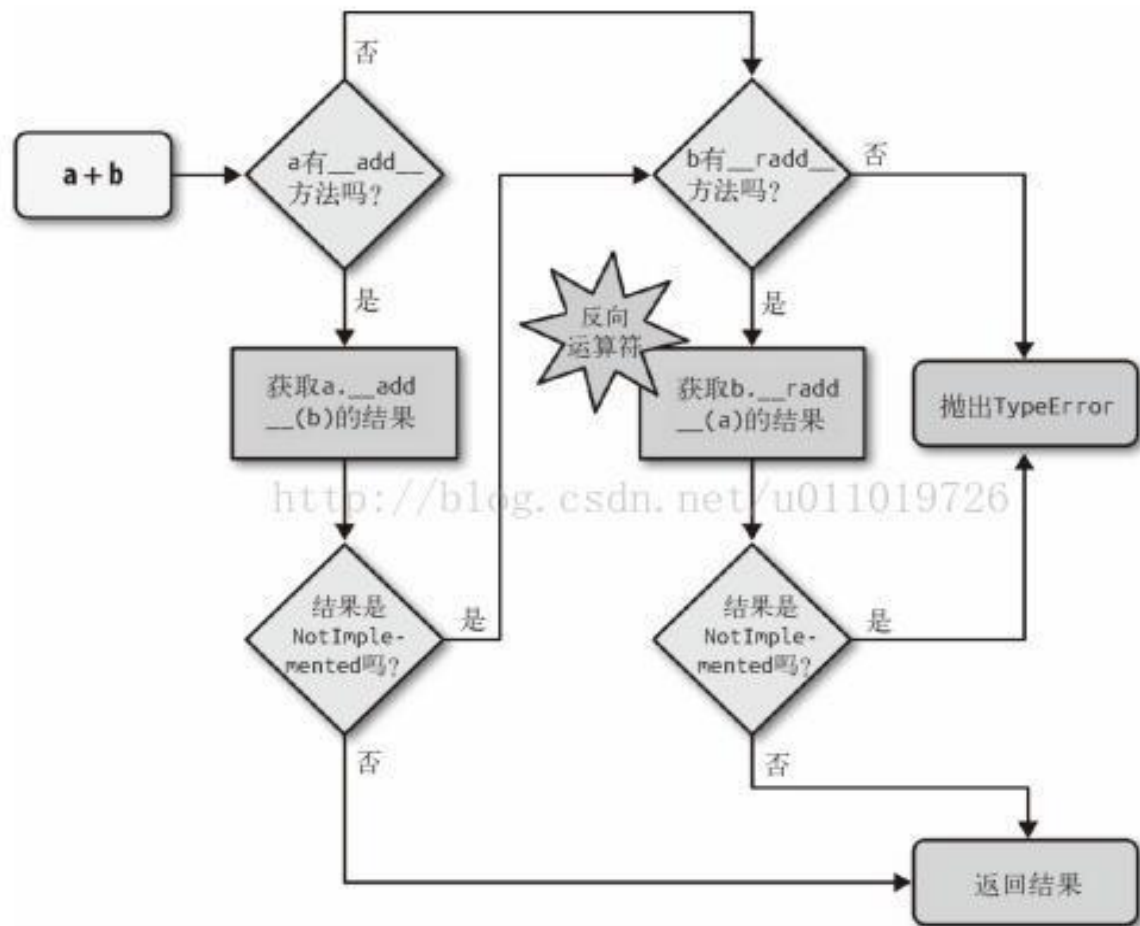 否
a + b
a有__add__
方法吗？
b有__radd__
方法吗？
否
是
反向
运算符
是
获取a.__add
__(b)的结果
获取b.__radd
__(a)的结果
抛出TypeError
http://blog.csdn.net/u011019726
结果是
NotImple-
mented吗？
是
结果是
NotImple-
mented吗？
是
否
否
返回结果